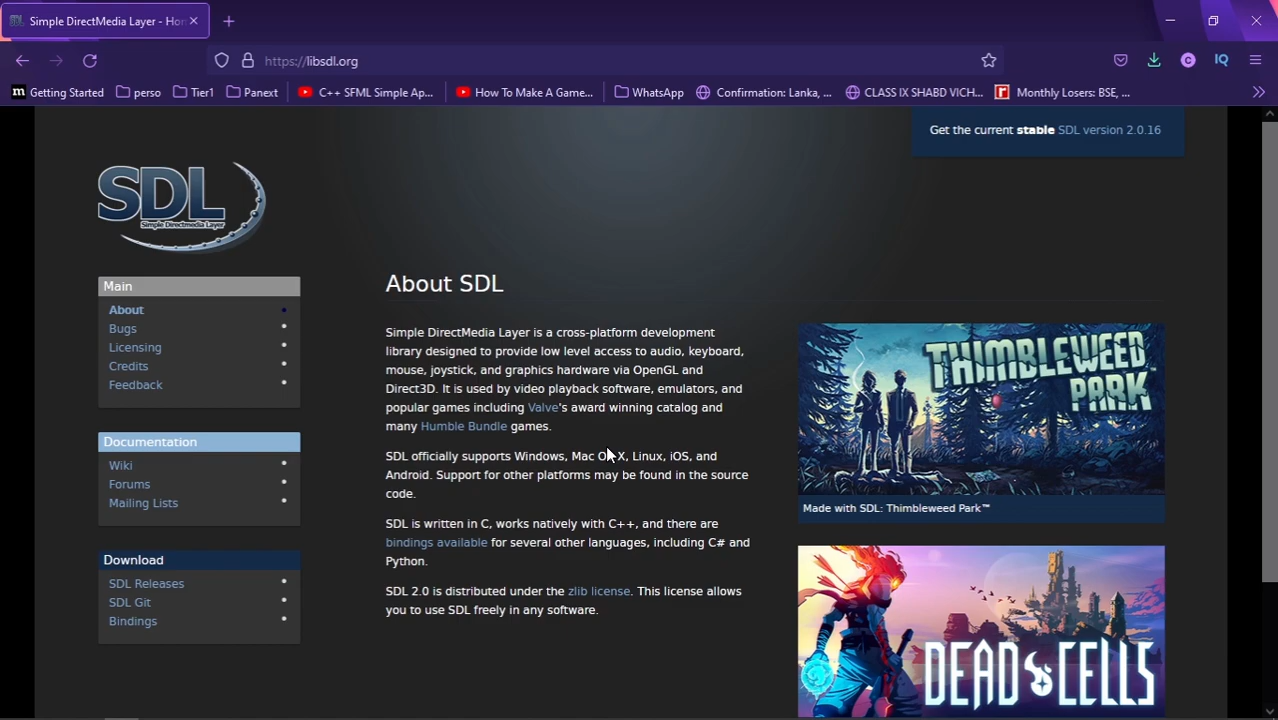 Simple DirectMedia Layer - Hom
https://libsdl.org
Getting Started
perso
Tier1
Panext
C++ SFML Simple Ap...
How To Make A Game...
WhatsApp
Confirmation: Lanka, ...
CLASS IX SHABD VICH...
Monthly Losers: BSE, ...
Get the current stable SDL version 2.0.16
SDL
Simple Directmedia Layer
Main
About
Bugs
Licensing
Credits
Feedback
Documentation
Wiki
Forums
Mailing Lists
Download
SDL Releases
SDL Git
Bindings
About SDL
Simple DirectMedia Layer is a cross-platform development
library designed to provide low level access to audio, keyboard,
mouse, joystick, and graphics hardware via OpenGL and
Direct3D. It is used by video playback software, emulators, and
popular games including Valve's award winning catalog and
many Humble Bundle games.
SDL officially supports Windows, Mac OS X, Linux, iOS, and
Android. Support for other platforms may be found in the source
code.
SDL is written in C, works natively with C++, and there are
bindings available for several other languages, including C# and
Python.
SDL 2.0 is distributed under the zlib license. This license allows
you to use SDL freely in any software.
THIMBLEWEED
PARK
Made with SDL: Thimbleweed Park™
DEAD CELLS